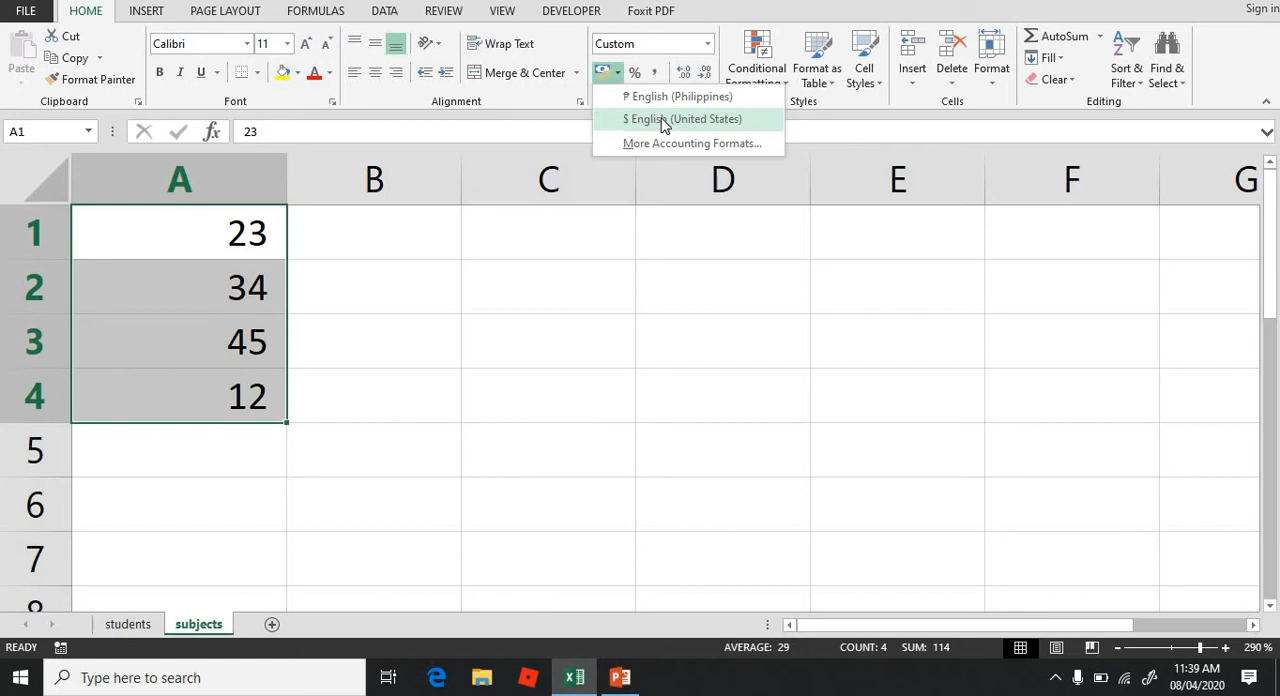 FILE HOME INSERT PAGE LAYOUT FORMULAS DATA REVIEW VIEW DEVELOPER Foxit PDF Sign in
Paste
Cut
Copy
Format Painter
Clipboard
Calibri 11
B I U
Font
Wrap Text
Merge & Center
Alignment
Custom
%
Conditional
Formatting
Format as
Table
Cell
Styles
Styles
Insert
Delete
Format
Cells
AutoSum
Fill
Clear
Sort &
Filter
Find &
Select
Editing
₱ English (Philippines)
$ English (United States)
More Accounting Formats...
A1 fx 23
A B C D E F G
1 23
2 34
3 45
4 12
5
6
7
8
students subjects
READY AVERAGE: 29 COUNT: 4 SUM: 114 290 %
Type here to search
11:39 AM
08/04/2020